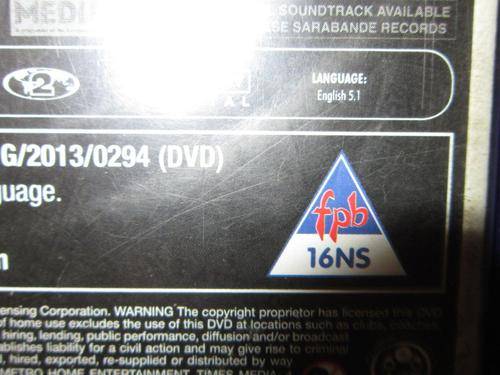 MEDI
SOUNDTRACK AVAILABLE
SE SARABANDE RECORDS
2
A L
LANGUAGE:
English 5.1
G/2013/0294 (DVD)
guage.
fpb
16NS
ensing Corporation. WARNING The copyright proprietor has licensed this DVD
of home use excludes the use of this DVD at locations such as clubs, coaches,
hiring, lending, public performance, diffusion and/or broadcast
ablishes liability for a civil action and may give rise to criminal
d, hired, exported, re-supplied or distributed by way
METRO HOME ENTERTAINMENT, TIMES MEDIA